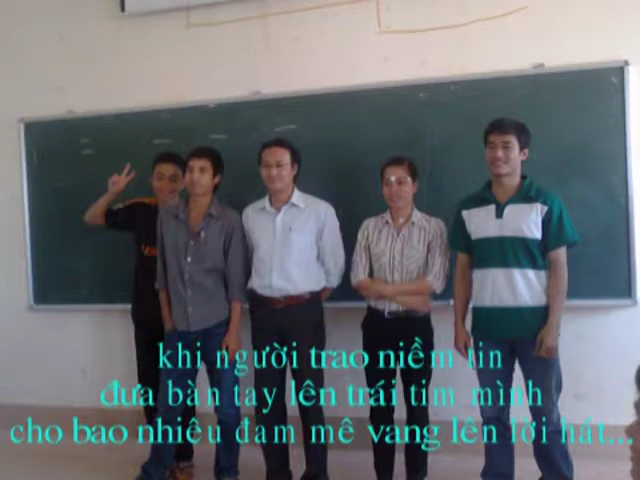 khi người trao niềm tin
đưa bàn tay lên trái tim mình
cho bao nhiêu đam mê vang lên lời hát...